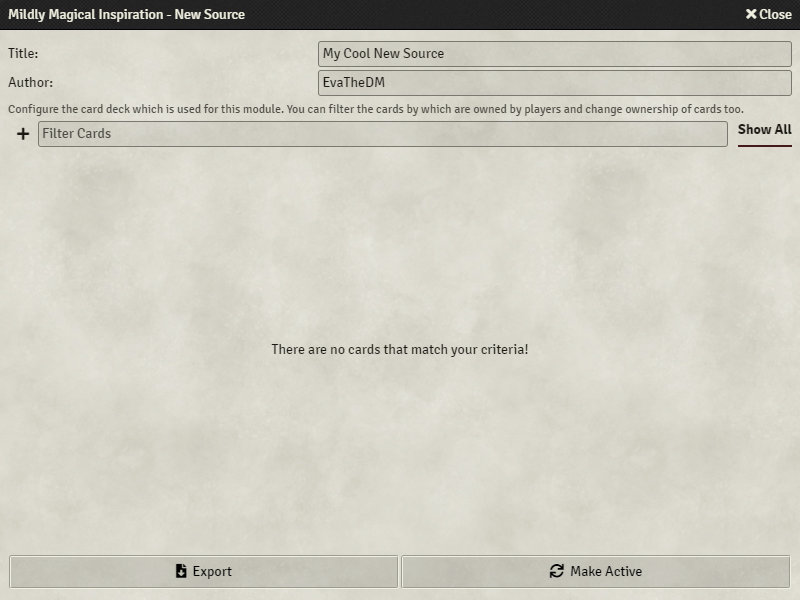 Mildly Magical Inspiration - New Source Close
Title: My Cool New Source
Author: EvaTheDM
Configure the card deck which is used for this module. You can filter the cards by which are owned by players and change ownership of cards too.
+ Filter Cards Show All
There are no cards that match your criteria!
Export Make Active